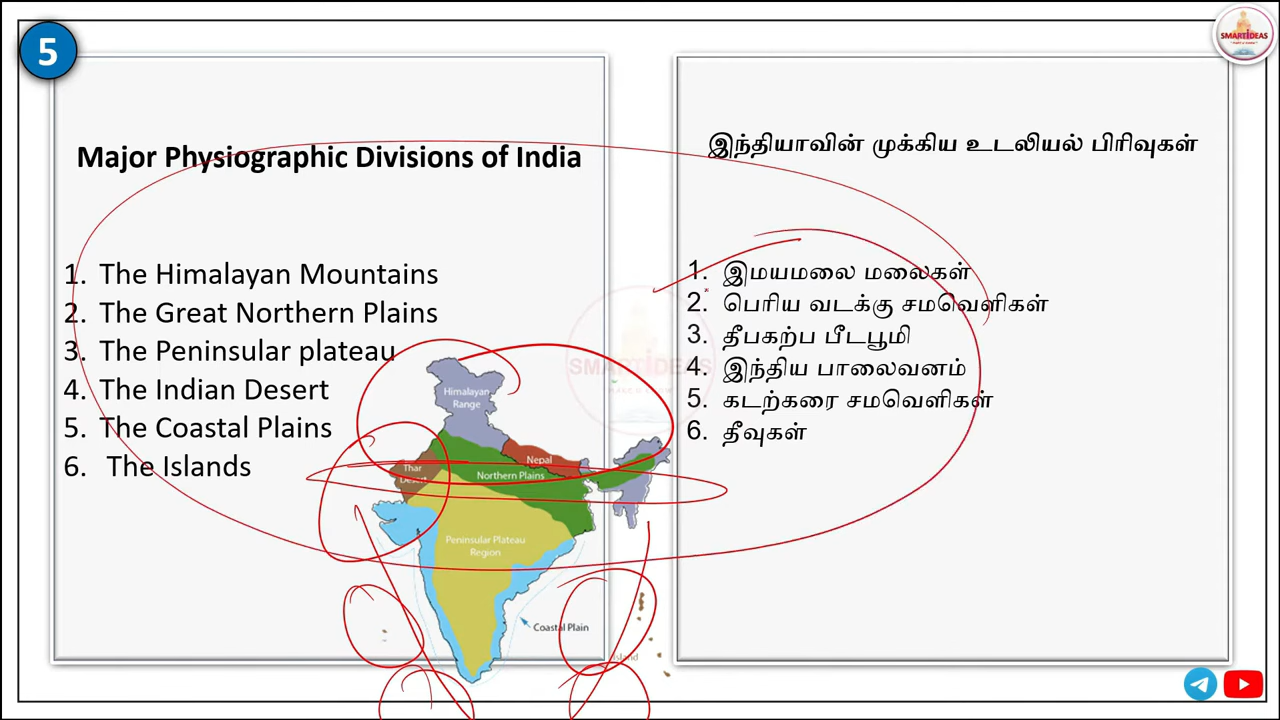 5
SMARTIDEAS
Major Physiographic Divisions of India
1. The Himalayan Mountains
2. The Great Northern Plains
3. The Peninsular plateau
4. The Indian Desert
5. The Coastal Plains
6. The Islands
Himalayan
Range
Nepal
Thar
Desert
Northern Plains
Peninsular Plateau
Region
Coastal Plain
island
SMARTIDEAS
இந்தியாவின் முக்கிய உடலியல் பிரிவுகள்
1. இமயமலை மலைகள்
2. பெரிய வடக்கு சமவெளிகள்
3. தீபகற்ப பீடபூமி
4. இந்திய பாலைவனம்
5. கடற்கரை சமவெளிகள்
6. தீவுகள்